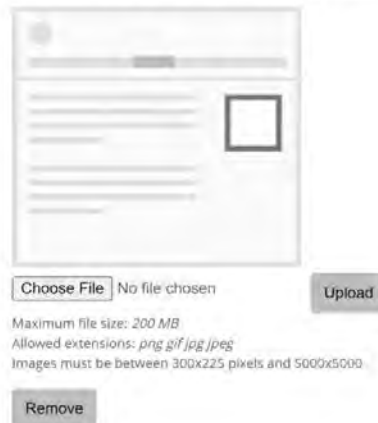 Choose File No file chosen Upload
Maximum file size: 200 MB
Allowed extensions: png gif jpg jpeg
Images must be between 300x225 pixels and 5000x5000
Remove